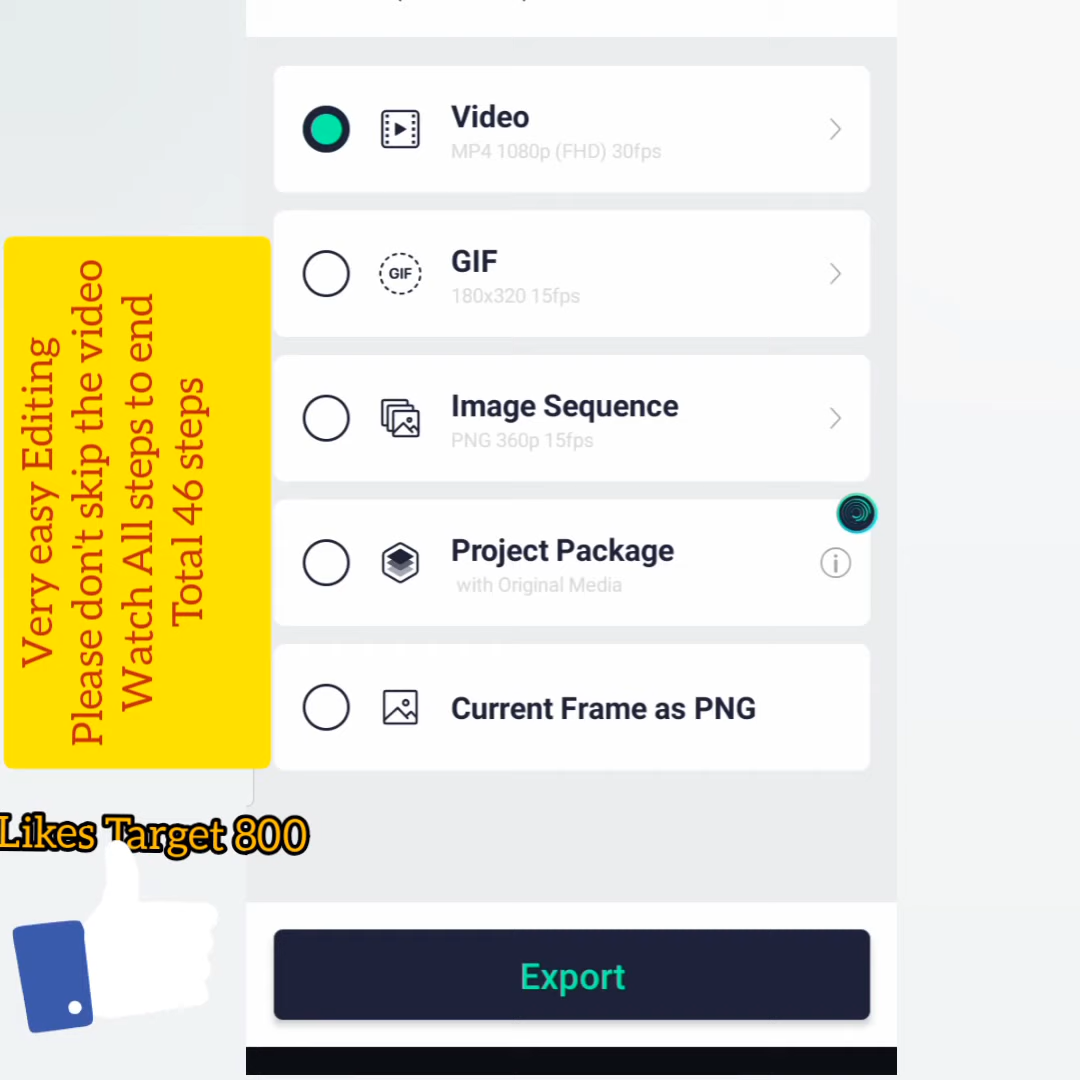 Video
MP4 1080p (FHD) 30fps
GIF
GIF
180x320 15fps
Image Sequence
PNG 360p 15fps
Project Package
with Original Media
Current Frame as PNG
Export
Very easy Editing
Please don't skip the video
Watch All steps to end
Total 46 steps
Likes Target 800